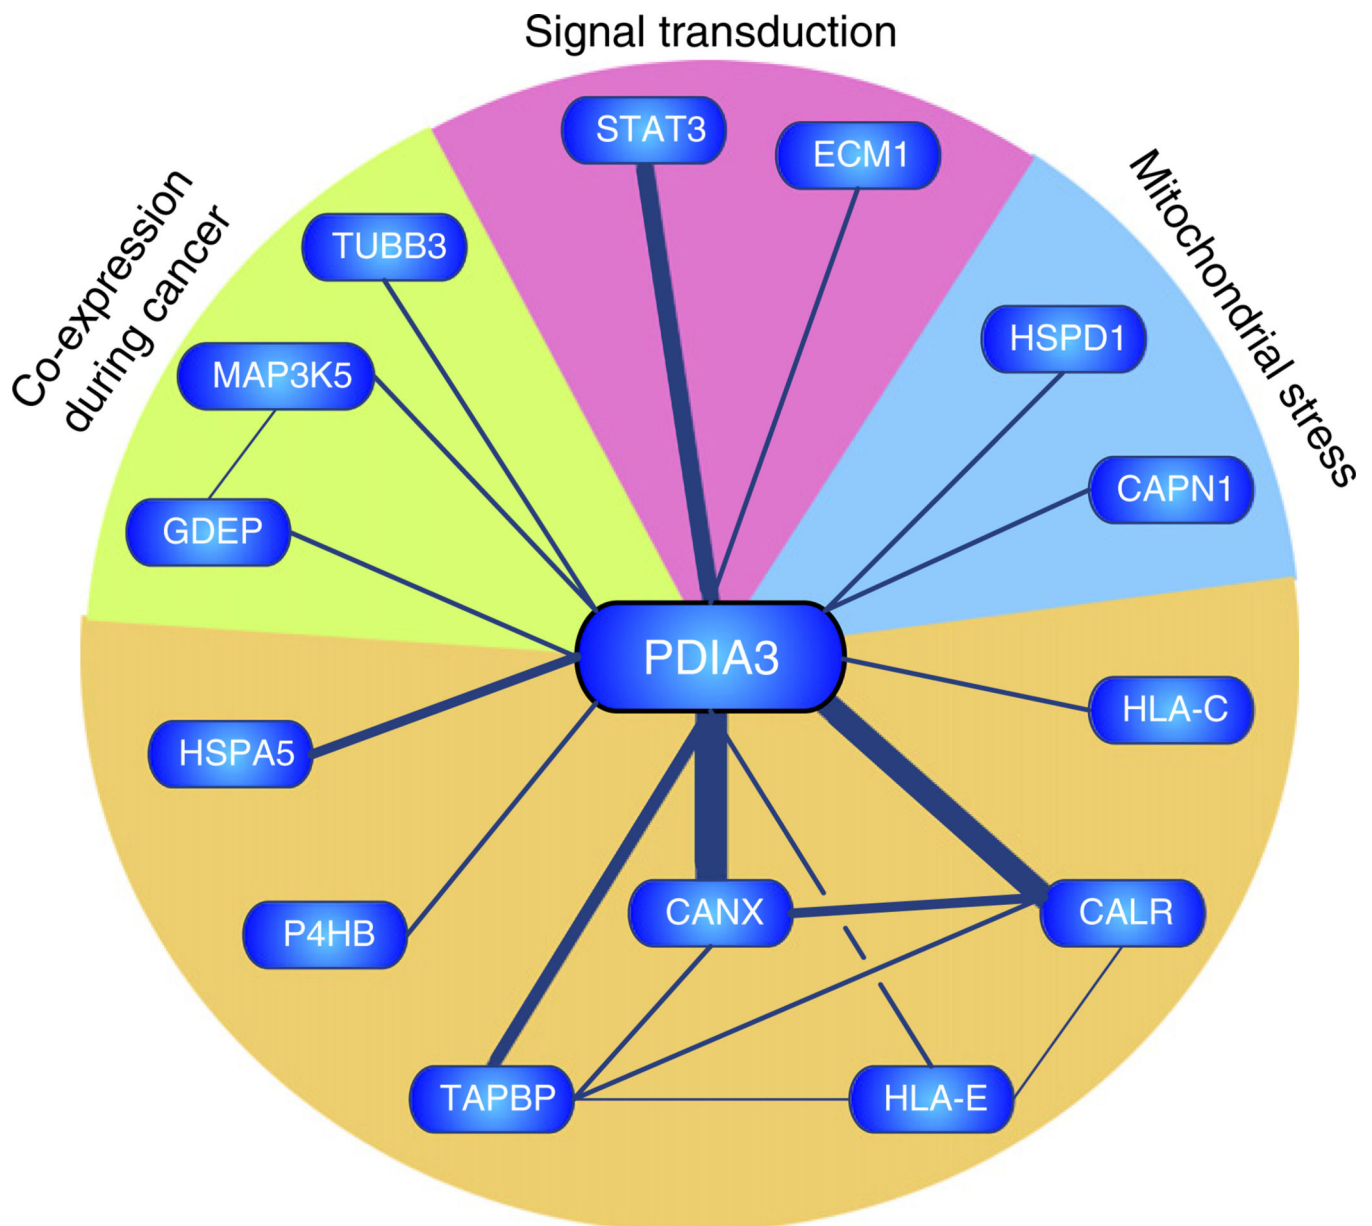 Signal transduction
STAT3
ECM1
Mitochondrial stress
Co-expression
during cancer
TUBB3
HSPD1
MAP3K5
CAPN1
GDEP
PDIA3
HLA-C
HSPA5
P4HB
CANX
CALR
TAPBP
HLA-E